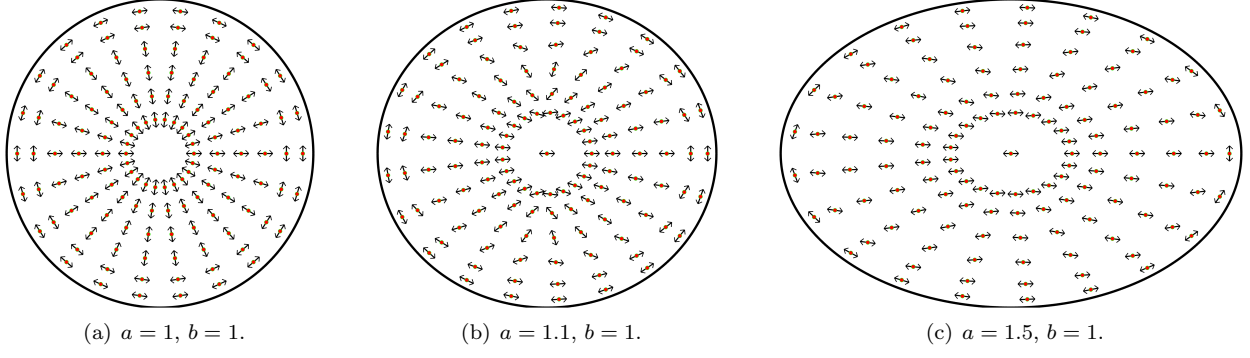 (a) a = 1, b = 1.
(b) a = 1.1, b = 1.
(c) a = 1.5, b = 1.